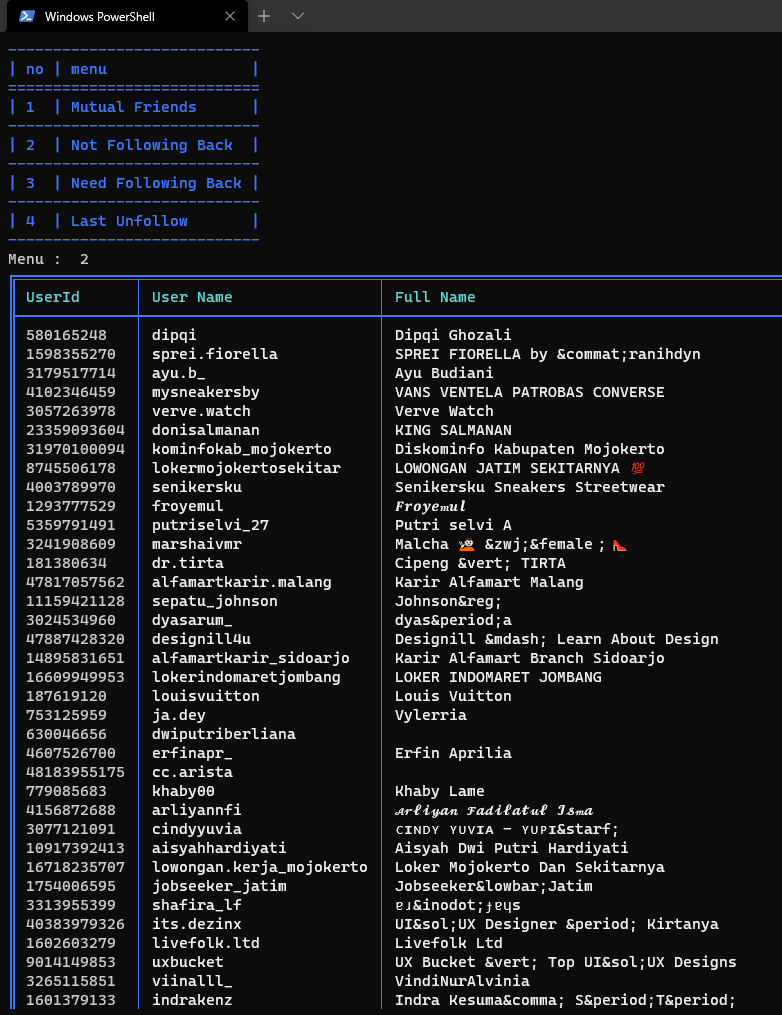 Windows PowerShell
| no | menu |
| 1 | Mutual Friends |
| 2 | Not Following Back |
| 3 | Need Following Back |
| 4 | Last Unfollow |
Menu : 2
UserId User Name Full Name
580165248 dipqi Dipqi Ghozali
1598355270 sprei.fiorella SPREI FIORELLA by &commat;ranihdyn
3179517714 ayu.b_ Ayu Budiani
4102346459 mysneakersby VANS VENTELA PATROBAS CONVERSE
3057263978 verve.watch Verve Watch
23359093604 donisalmanan KING SALMANAN
31970100094 kominfokab_mojokerto Diskominfo Kabupaten Mojokerto
8745506178 lokermojokertosekitar LOWONGAN JATIM SEKITARNYA 💯
4003789970 senikersku Senikersku Sneakers Streetwear
1293777529 froyemul 𝑭𝒓𝒐𝒚𝒆𝒎𝒖𝒍
5359791491 putriselvi_27 Putri selvi A
3241908609 marshaivmr Malcha 🙎🏻 &zwj;&female；👠
181380634 dr.tirta Cipeng &vert; TIRTA
47817057562 alfamartkarir.malang Karir Alfamart Malang
11159421128 sepatu_johnson Johnson&reg;
3024534960 dyasarum_ dyas&period;a
47887428320 designill4u Designill &mdash; Learn About Design
14895831651 alfamartkarir_sidoarjo Karir Alfamart Branch Sidoarjo
16609949953 lokerindomaretjombang LOKER INDOMARET JOMBANG
187619120 louisvuitton Louis Vuitton
753125959 ja.dey Vylerria
630046656 dwiputriberliana
4607526700 erfinapr_ Erfin Aprilia
48183955175 cc.arista
779085683 khaby00 Khaby Lame
4156872688 arliyannfi 𝓐𝓻𝓵𝓲𝔂𝓪𝓷 𝓕𝓪𝓭𝓲𝓵𝓪𝓽𝓾𝓵 𝓘𝓼𝓶𝓪
3077121091 cindyyuvia ᴄɪɴᴅʏ ʏᴜᴠɪᴀ – ʏᴜᴘɪ&starf;
10917392413 aisyahhardiyati Aisyah Dwi Putri Hardiyati
16718235707 lowongan.kerja_mojokerto Loker Mojokerto Dan Sekitarnya
1754006595 jobseeker_jatim Jobseeker&lowbar;Jatim
3313955399 shafira_lf ɐɹ&inodot;ɟɐɥs
40383979326 its.dezinx UI&sol;UX Designer &period; Kirtanya
1602603279 livefolk.ltd Livefolk Ltd
9014149853 uxbucket UX Bucket &vert; Top UI&sol;UX Designs
3265115851 viinalll_ VindiNurAlvinia
1601379133 indrakenz Indra Kesuma&comma; S&period;T&period;